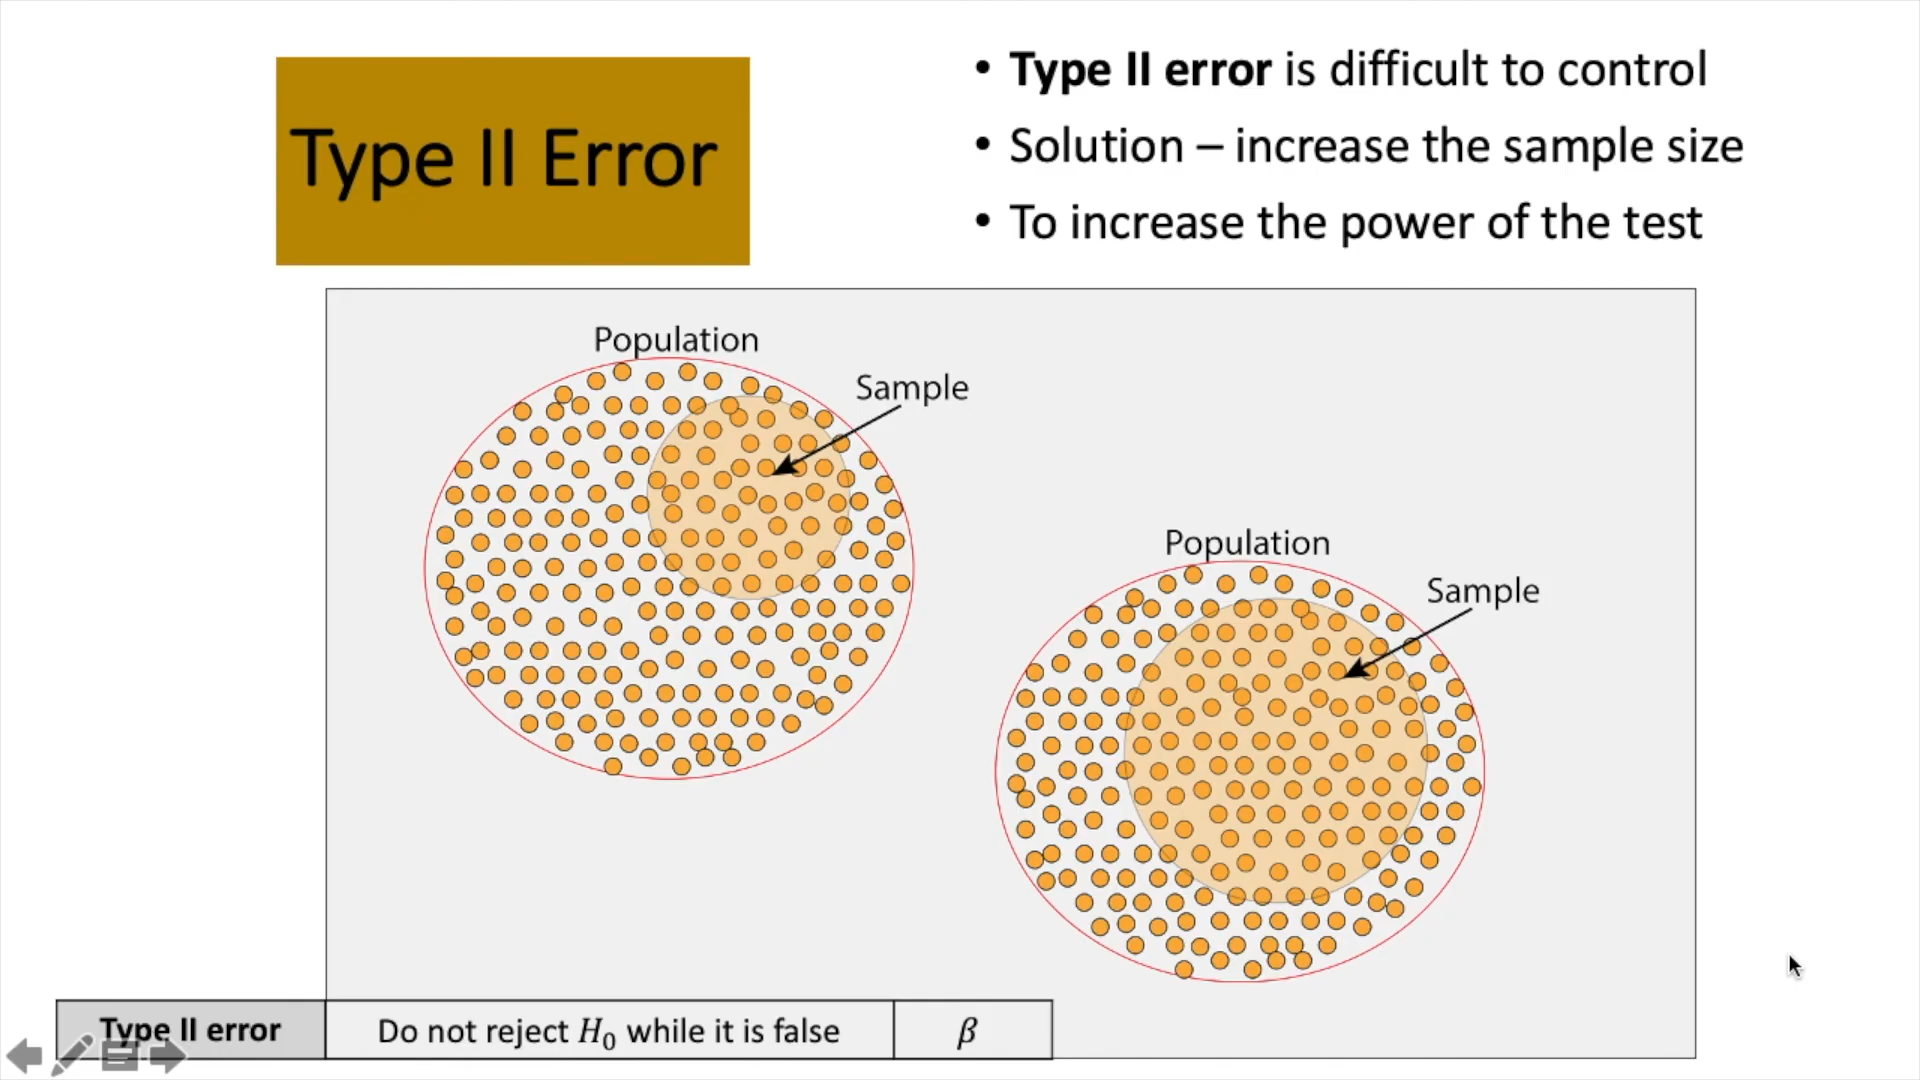 Type II Error
• Type II error is difficult to control
• Solution – increase the sample size
• To increase the power of the test
Population
Sample
Population
Sample
Type II error
Do not reject H₀ while it is false
β